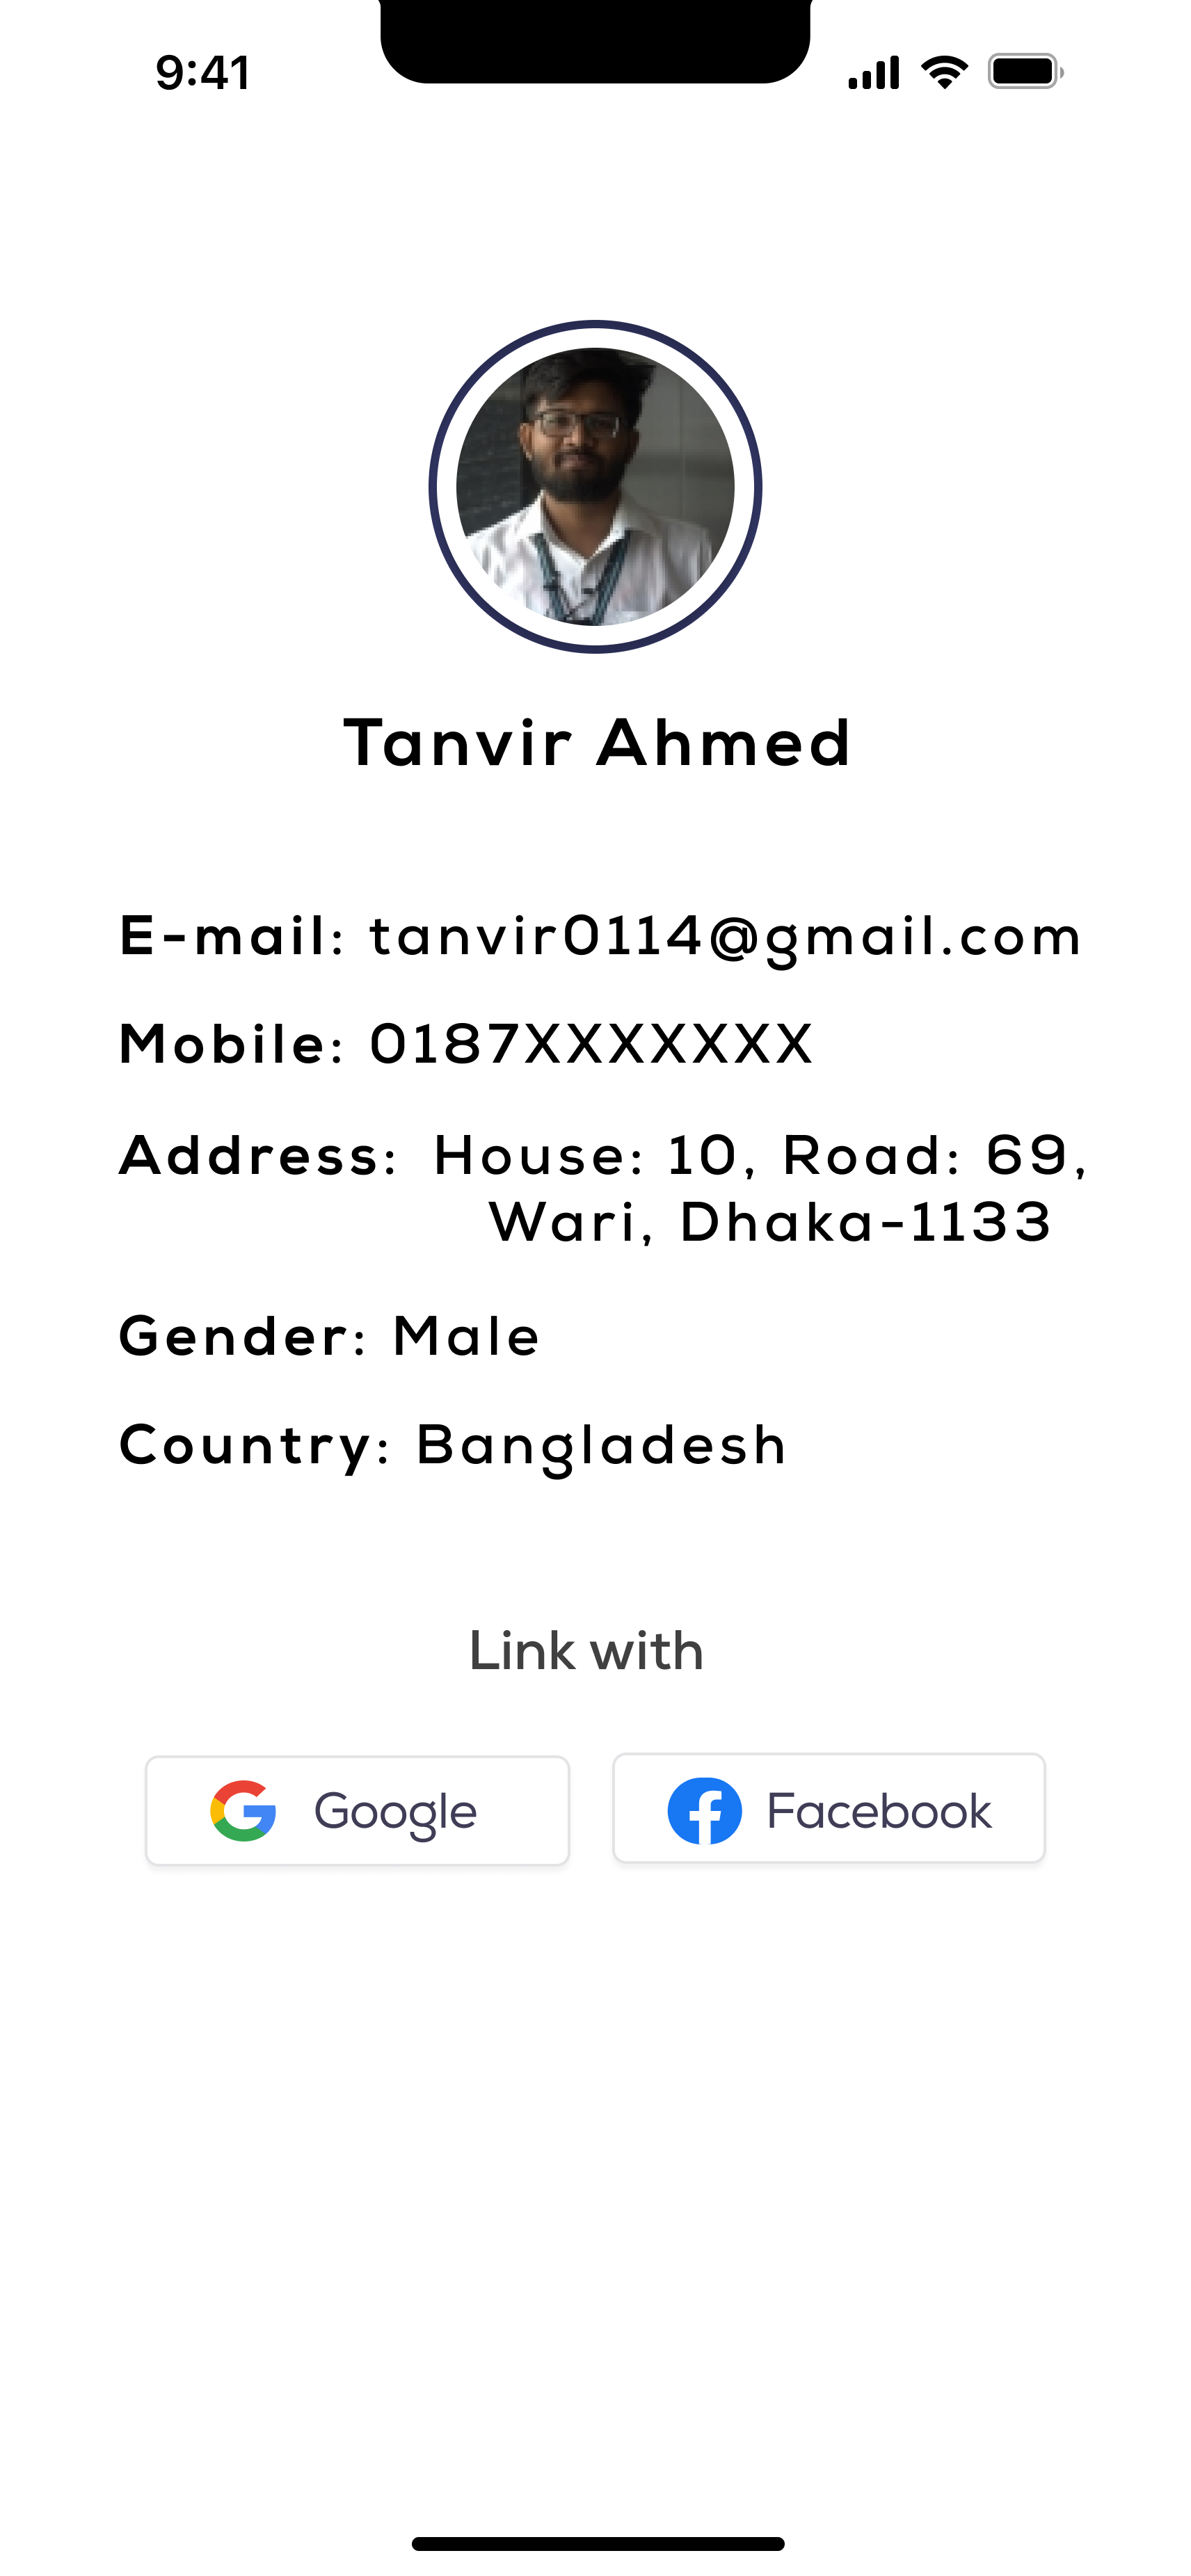 9:41
Tanvir Ahmed
E-mail: tanvir0114@gmail.com
Mobile: 0187XXXXXXX
Address: House: 10, Road: 69,
Wari, Dhaka-1133
Gender: Male
Country: Bangladesh
Link with
Google
Facebook